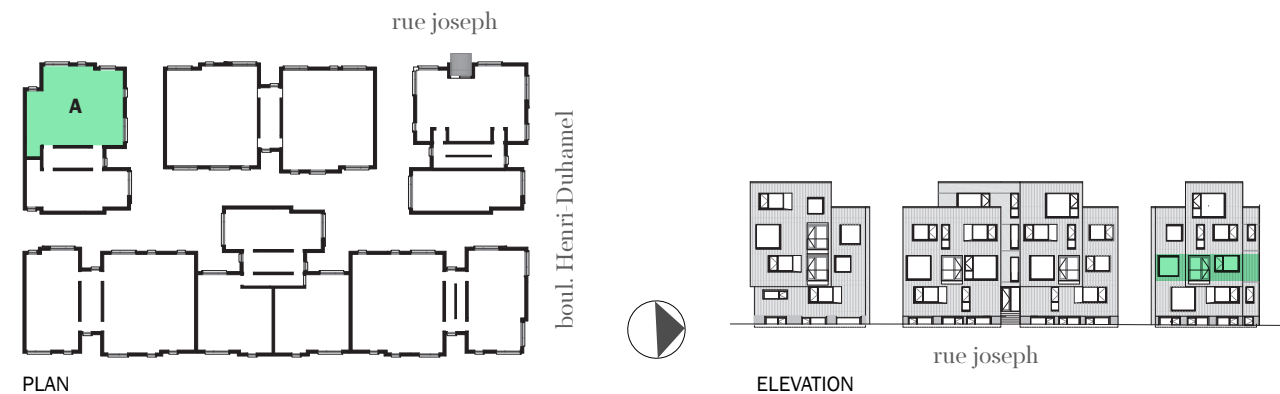 rue joseph
A
boul. Henri-Duhamel
rue joseph
PLAN
ELEVATION